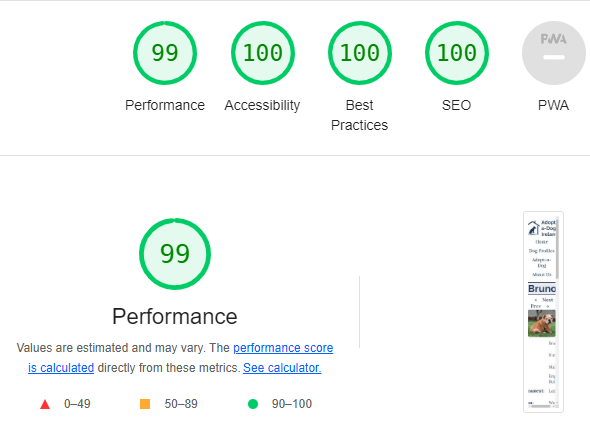 99
100
100
100
PWA
Performance
Accessibility
Best
Practices
SEO
PWA
99
Performance
Values are estimated and may vary. The performance score
is calculated directly from these metrics. See calculator.
0–49
50–89
90–100
Adopt
a-Dog
Home
Dog Profiles
Adopt-a-
Dog
About Us
Bruno
« Next
Prev »